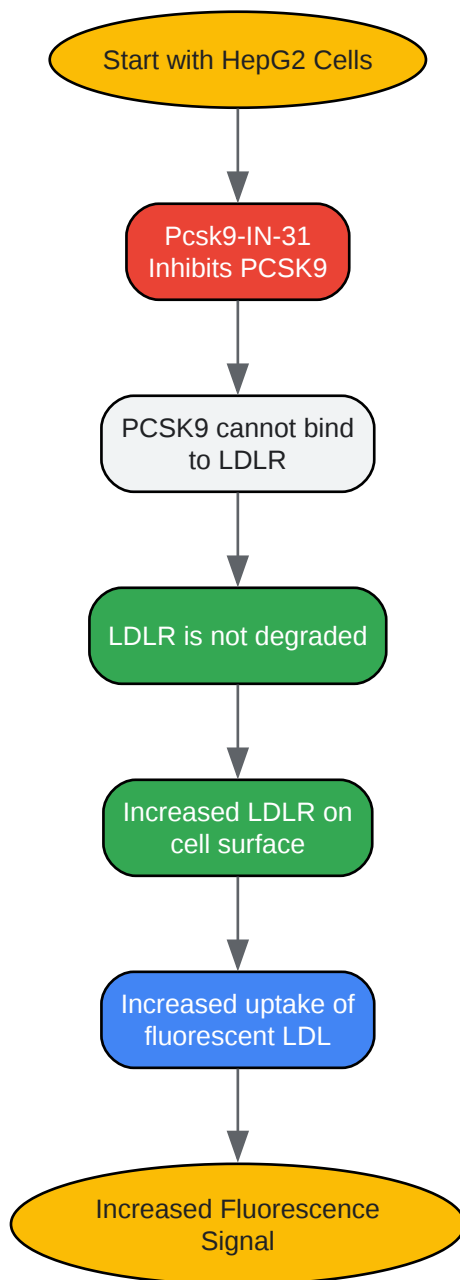 Start with HepG2 Cells
Pcsk9-IN-31
Inhibits PCSK9
PCSK9 cannot bind
to LDLR
LDLR is not degraded
Increased LDLR on
cell surface
Increased uptake of
fluorescent LDL
Increased Fluorescence
Signal